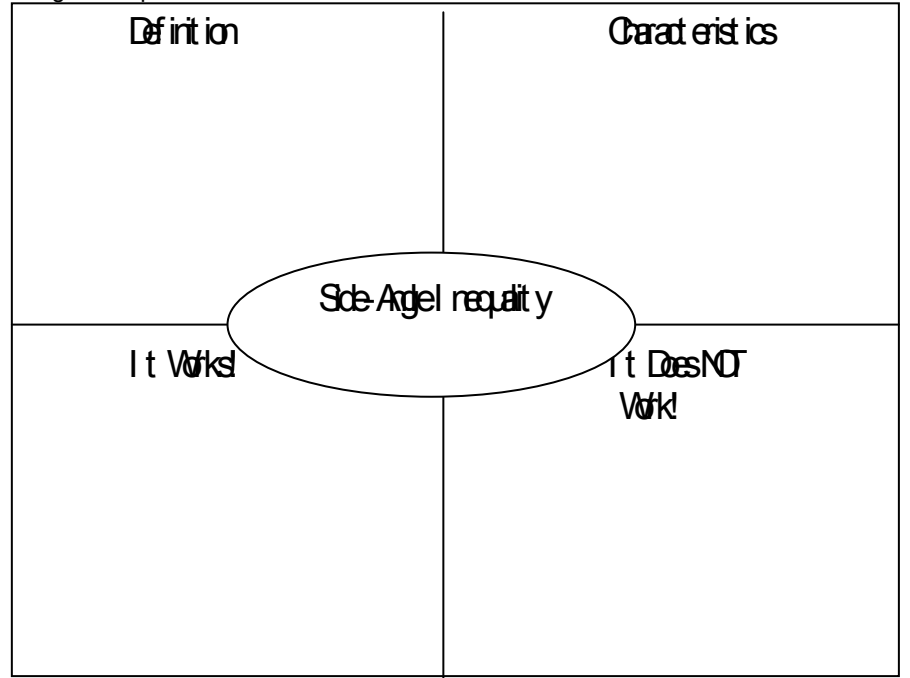 Definition
Characteristics
Side-Angle Inequality
It Works!
It Does NOT
Work!